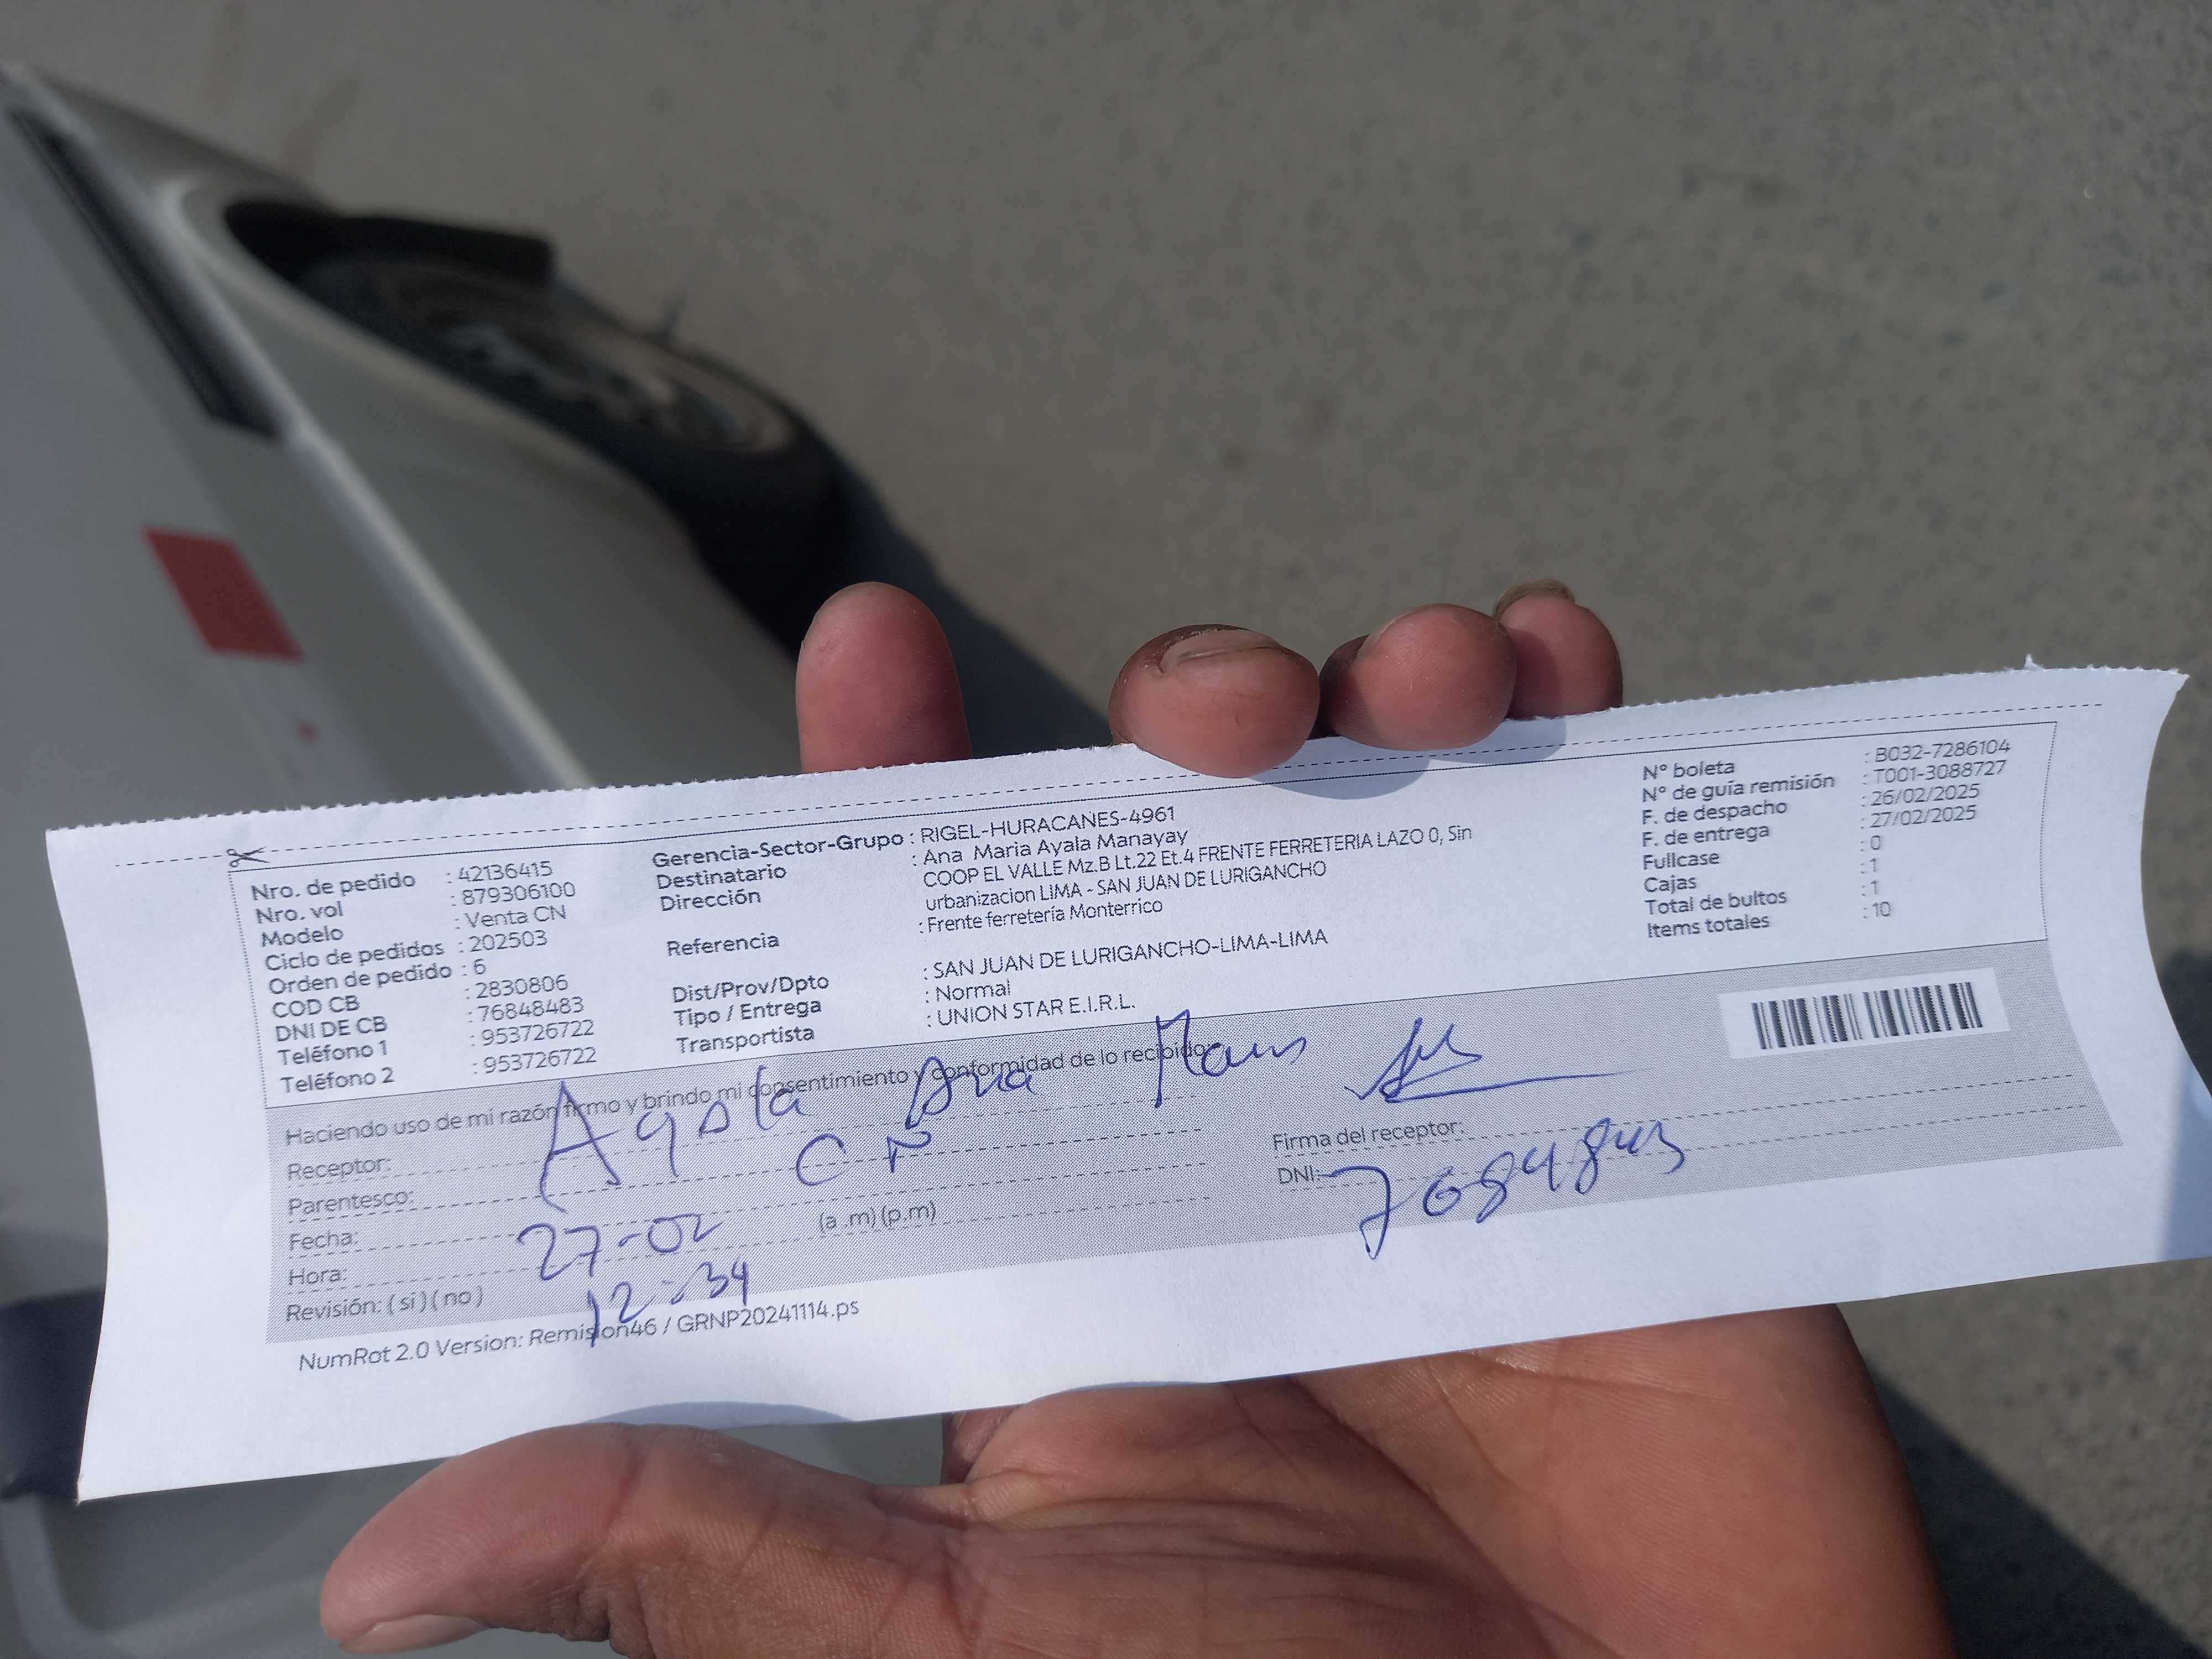 Nro. de pedido : 42136415
Nro. vol : 879306100
Modelo : Venta CN
Ciclo de pedidos : 202503
Orden de pedido : 6
COD CB : 2830806
DNI DE CB : 76848483
Teléfono 1 : 953726722
Teléfono 2 : 953726722
Gerencia-Sector-Grupo : RIGEL-HURACANES-4961
Destinatario : Ana Maria Ayala Manayay
Dirección COOP EL VALLE Mz.B Lt.22 Et.4 FRENTE FERRETERIA LAZO 0, Sin
urbanizacion LIMA - SAN JUAN DE LURIGANCHO
Referencia : Frente ferretería Monterrico
Dist/Prov/Dpto : SAN JUAN DE LURIGANCHO-LIMA-LIMA
Tipo / Entrega : Normal
Transportista : UNION STAR E.I.R.L.
Nº boleta : B032-7286104
Nº de guía remisión : T001-3088727
F. de despacho : 26/02/2025
F. de entrega : 27/02/2025
Fullcase : 0
Cajas : 1
Total de bultos : 1
Items totales : 10
Haciendo uso de mi razón firmo y brindo mi consentimiento y conformidad de lo recibido:
Receptor: Ana
Parentesco: CN
Fecha: 27-02
Hora: 12:34 (a .m) (p.m)
Revisión: ( si ) ( no )
Firma del receptor:
DNI:
NumRot 2.0 Version: Remision46 / GRNP20241114.ps